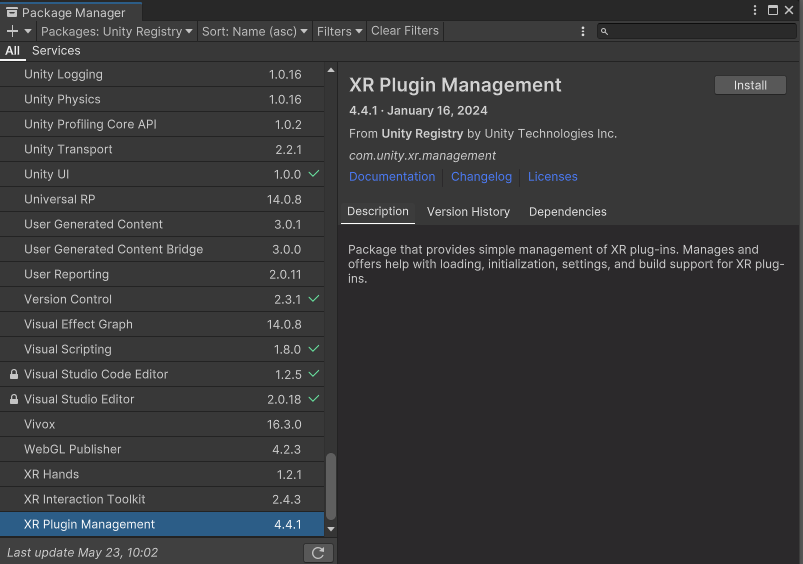 Package Manager
Packages: Unity Registry Sort: Name (asc) Filters Clear Filters
All Services
Unity Logging 1.0.16
Unity Physics 1.0.16
Unity Profiling Core API 1.0.2
Unity Transport 2.2.1
Unity UI 1.0.0
Universal RP 14.0.8
User Generated Content 3.0.1
User Generated Content Bridge 3.0.0
User Reporting 2.0.11
Version Control 2.3.1
Visual Effect Graph 14.0.8
Visual Scripting 1.8.0
Visual Studio Code Editor 1.2.5
Visual Studio Editor 2.0.18
Vivox 16.3.0
WebGL Publisher 4.2.3
XR Hands 1.2.1
XR Interaction Toolkit 2.4.3
XR Plugin Management 4.4.1
Last update May 23, 10:02
XR Plugin Management Install
4.4.1 · January 16, 2024
From Unity Registry by Unity Technologies Inc.
com.unity.xr.management
Documentation Changelog Licenses
Description Version History Dependencies
Package that provides simple management of XR plug-ins. Manages and
offers help with loading, initialization, settings, and build support for XR plug-
ins.